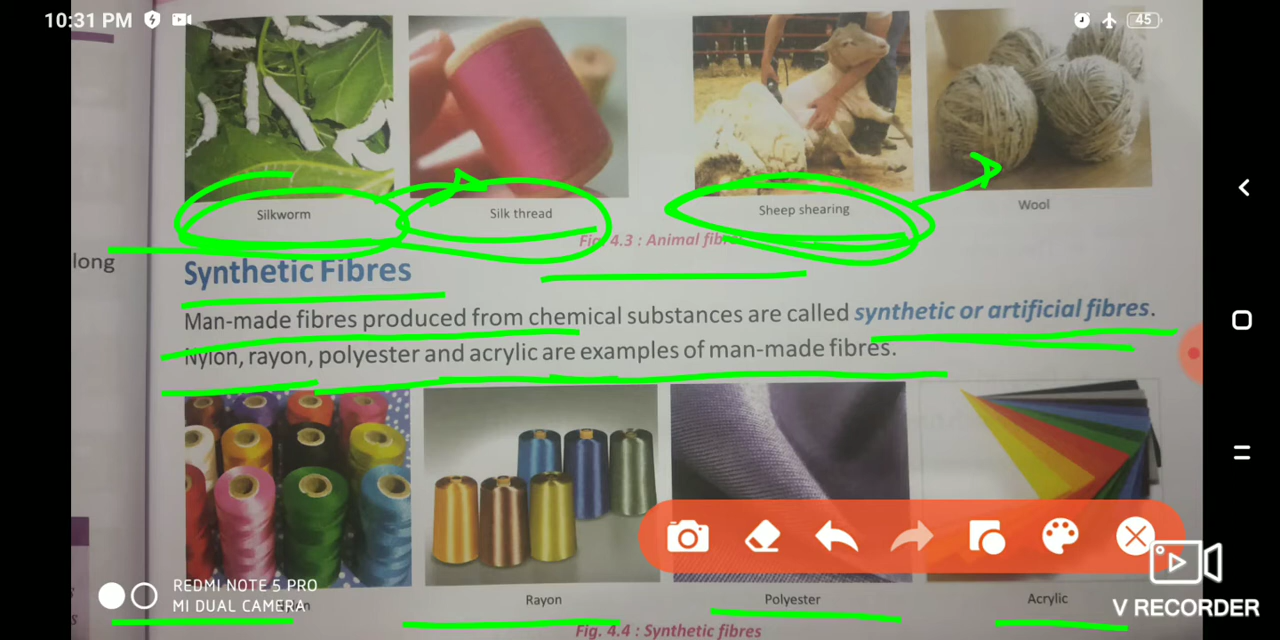 10:31 PM
45
Silkworm
Silk thread
Sheep shearing
Wool
Fig. 4.3 : Animal
long
Synthetic Fibres
Man-made fibres produced from chemical substances are called synthetic or artificial fibres.
Nylon, rayon, polyester and acrylic are examples of man-made fibres.
REDMI NOTE 5 PRO
MI DUAL CAMERA
Rayon
Polyester
Acrylic
V RECORDER
Fig. 4.4 : Synthetic fibres